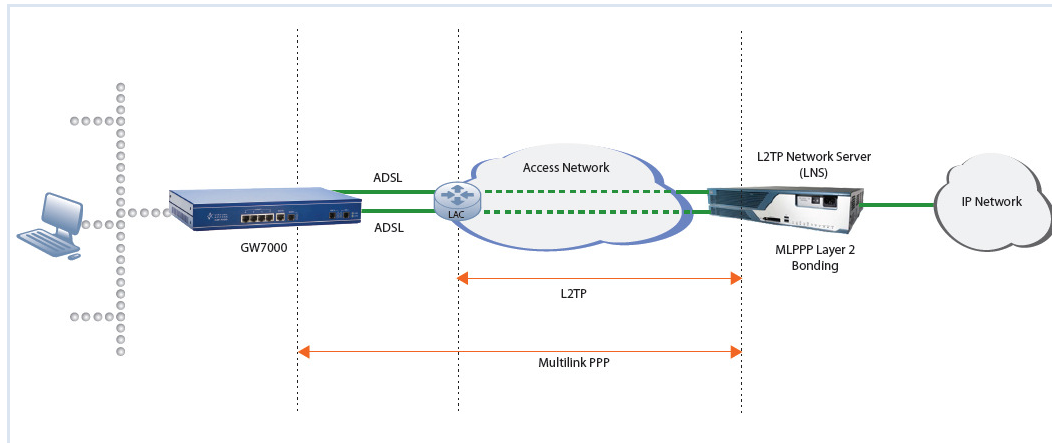 ADSL
ADSL
GW7000
LAC
Access Network
L2TP Network Server
(LNS)
MLPPP Layer 2
Bonding
IP Network
L2TP
Multilink PPP